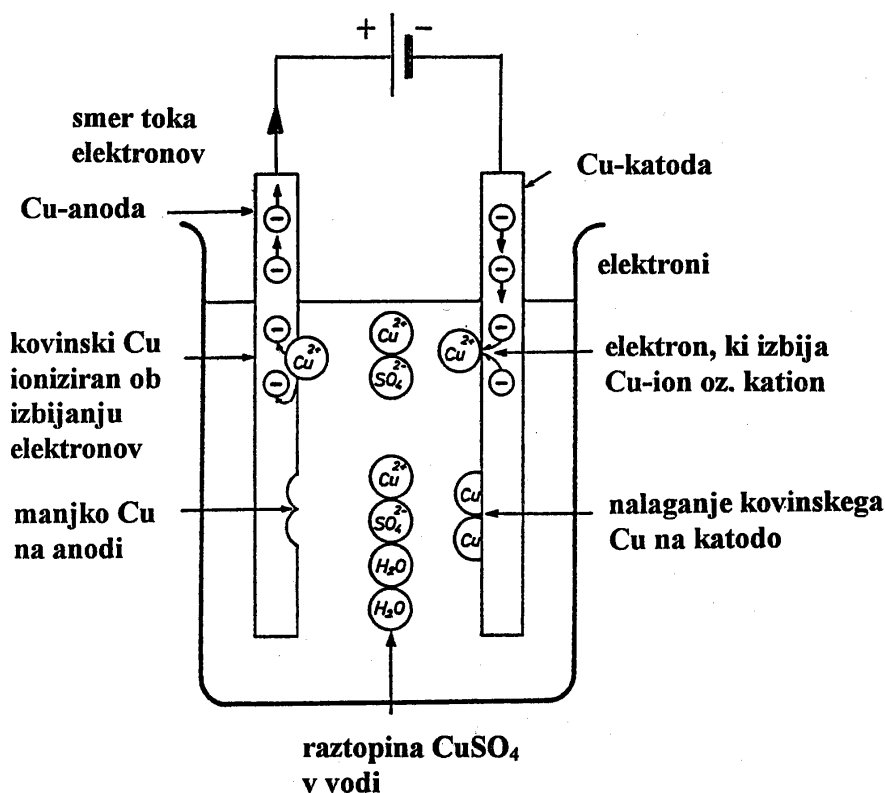 + −
smer toka
elektronov
Cu-katoda
Cu-anoda
− −
− −
elektroni
− Cu²⁺ −
kovinski Cu
ioniziran ob
izbijanju
elektronov
Cu²⁺ Cu²⁺
SO₄²⁻
− −
elektron, ki izbija
Cu-ion oz. kation
manjko Cu
na anodi
Cu²⁺ Cu
SO₄²⁻ Cu
H₂O
H₂O
nalaganje kovinskega
Cu na katodo
raztopina CuSO₄
v vodi